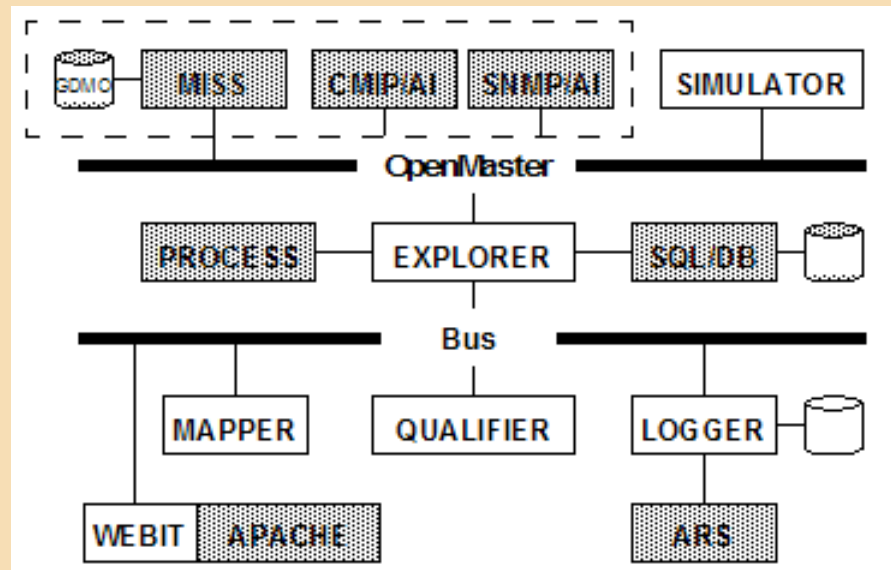 GDMO MISS CMIP/AI SNMP/AI SIMULATOR
OpenMaster
PROCESS EXPLORER SQL/DB
Bus
MAPPER QUALIFIER LOGGER
WEBIT APACHE ARS